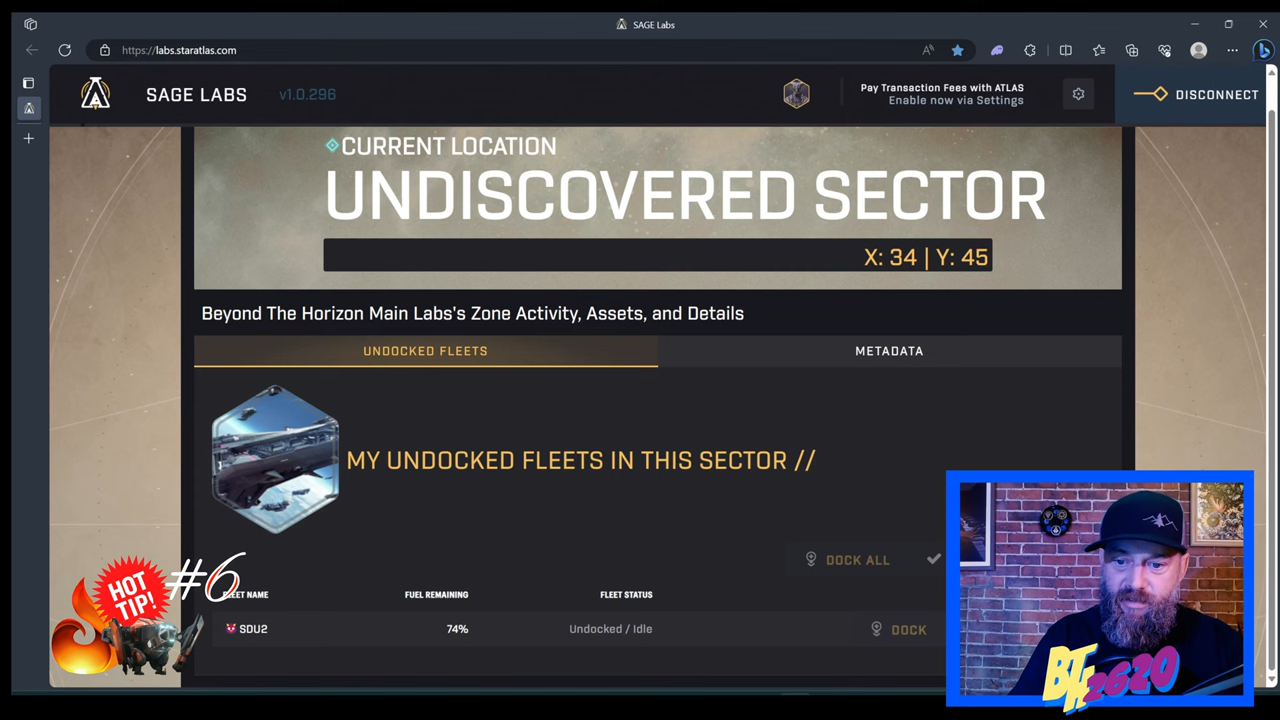 SAGE Labs
https://labs.staratlas.com
SAGE LABS v1.0.296
Pay Transaction Fees with ATLAS
Enable now via Settings
DISCONNECT
CURRENT LOCATION
UNDISCOVERED SECTOR
X: 34 | Y: 45
Beyond The Horizon Main Labs's Zone Activity, Assets, and Details
UNDOCKED FLEETS METADATA
MY UNDOCKED FLEETS IN THIS SECTOR //
DOCK ALL
HOT TIP! #6
FUEL REMAINING FLEET STATUS
SDU2 74% Undocked / Idle DOCK
BTH2620